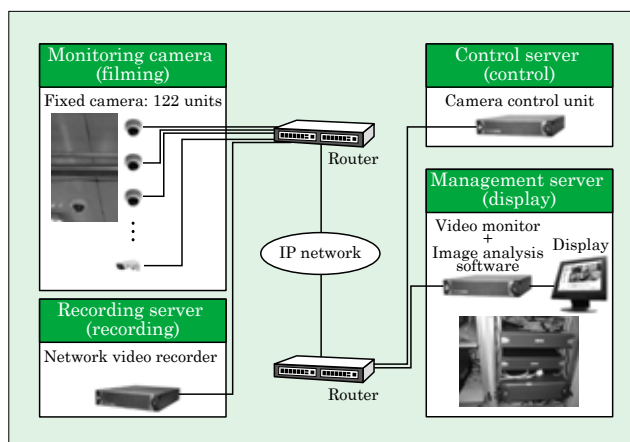 Monitoring camera
(filming)
Fixed camera: 122 units
Router
IP network
Recording server
(recording)
Network video recorder
Router
Control server
(control)
Camera control unit
Management server
(display)
Video monitor
+
Image analysis
software
Display